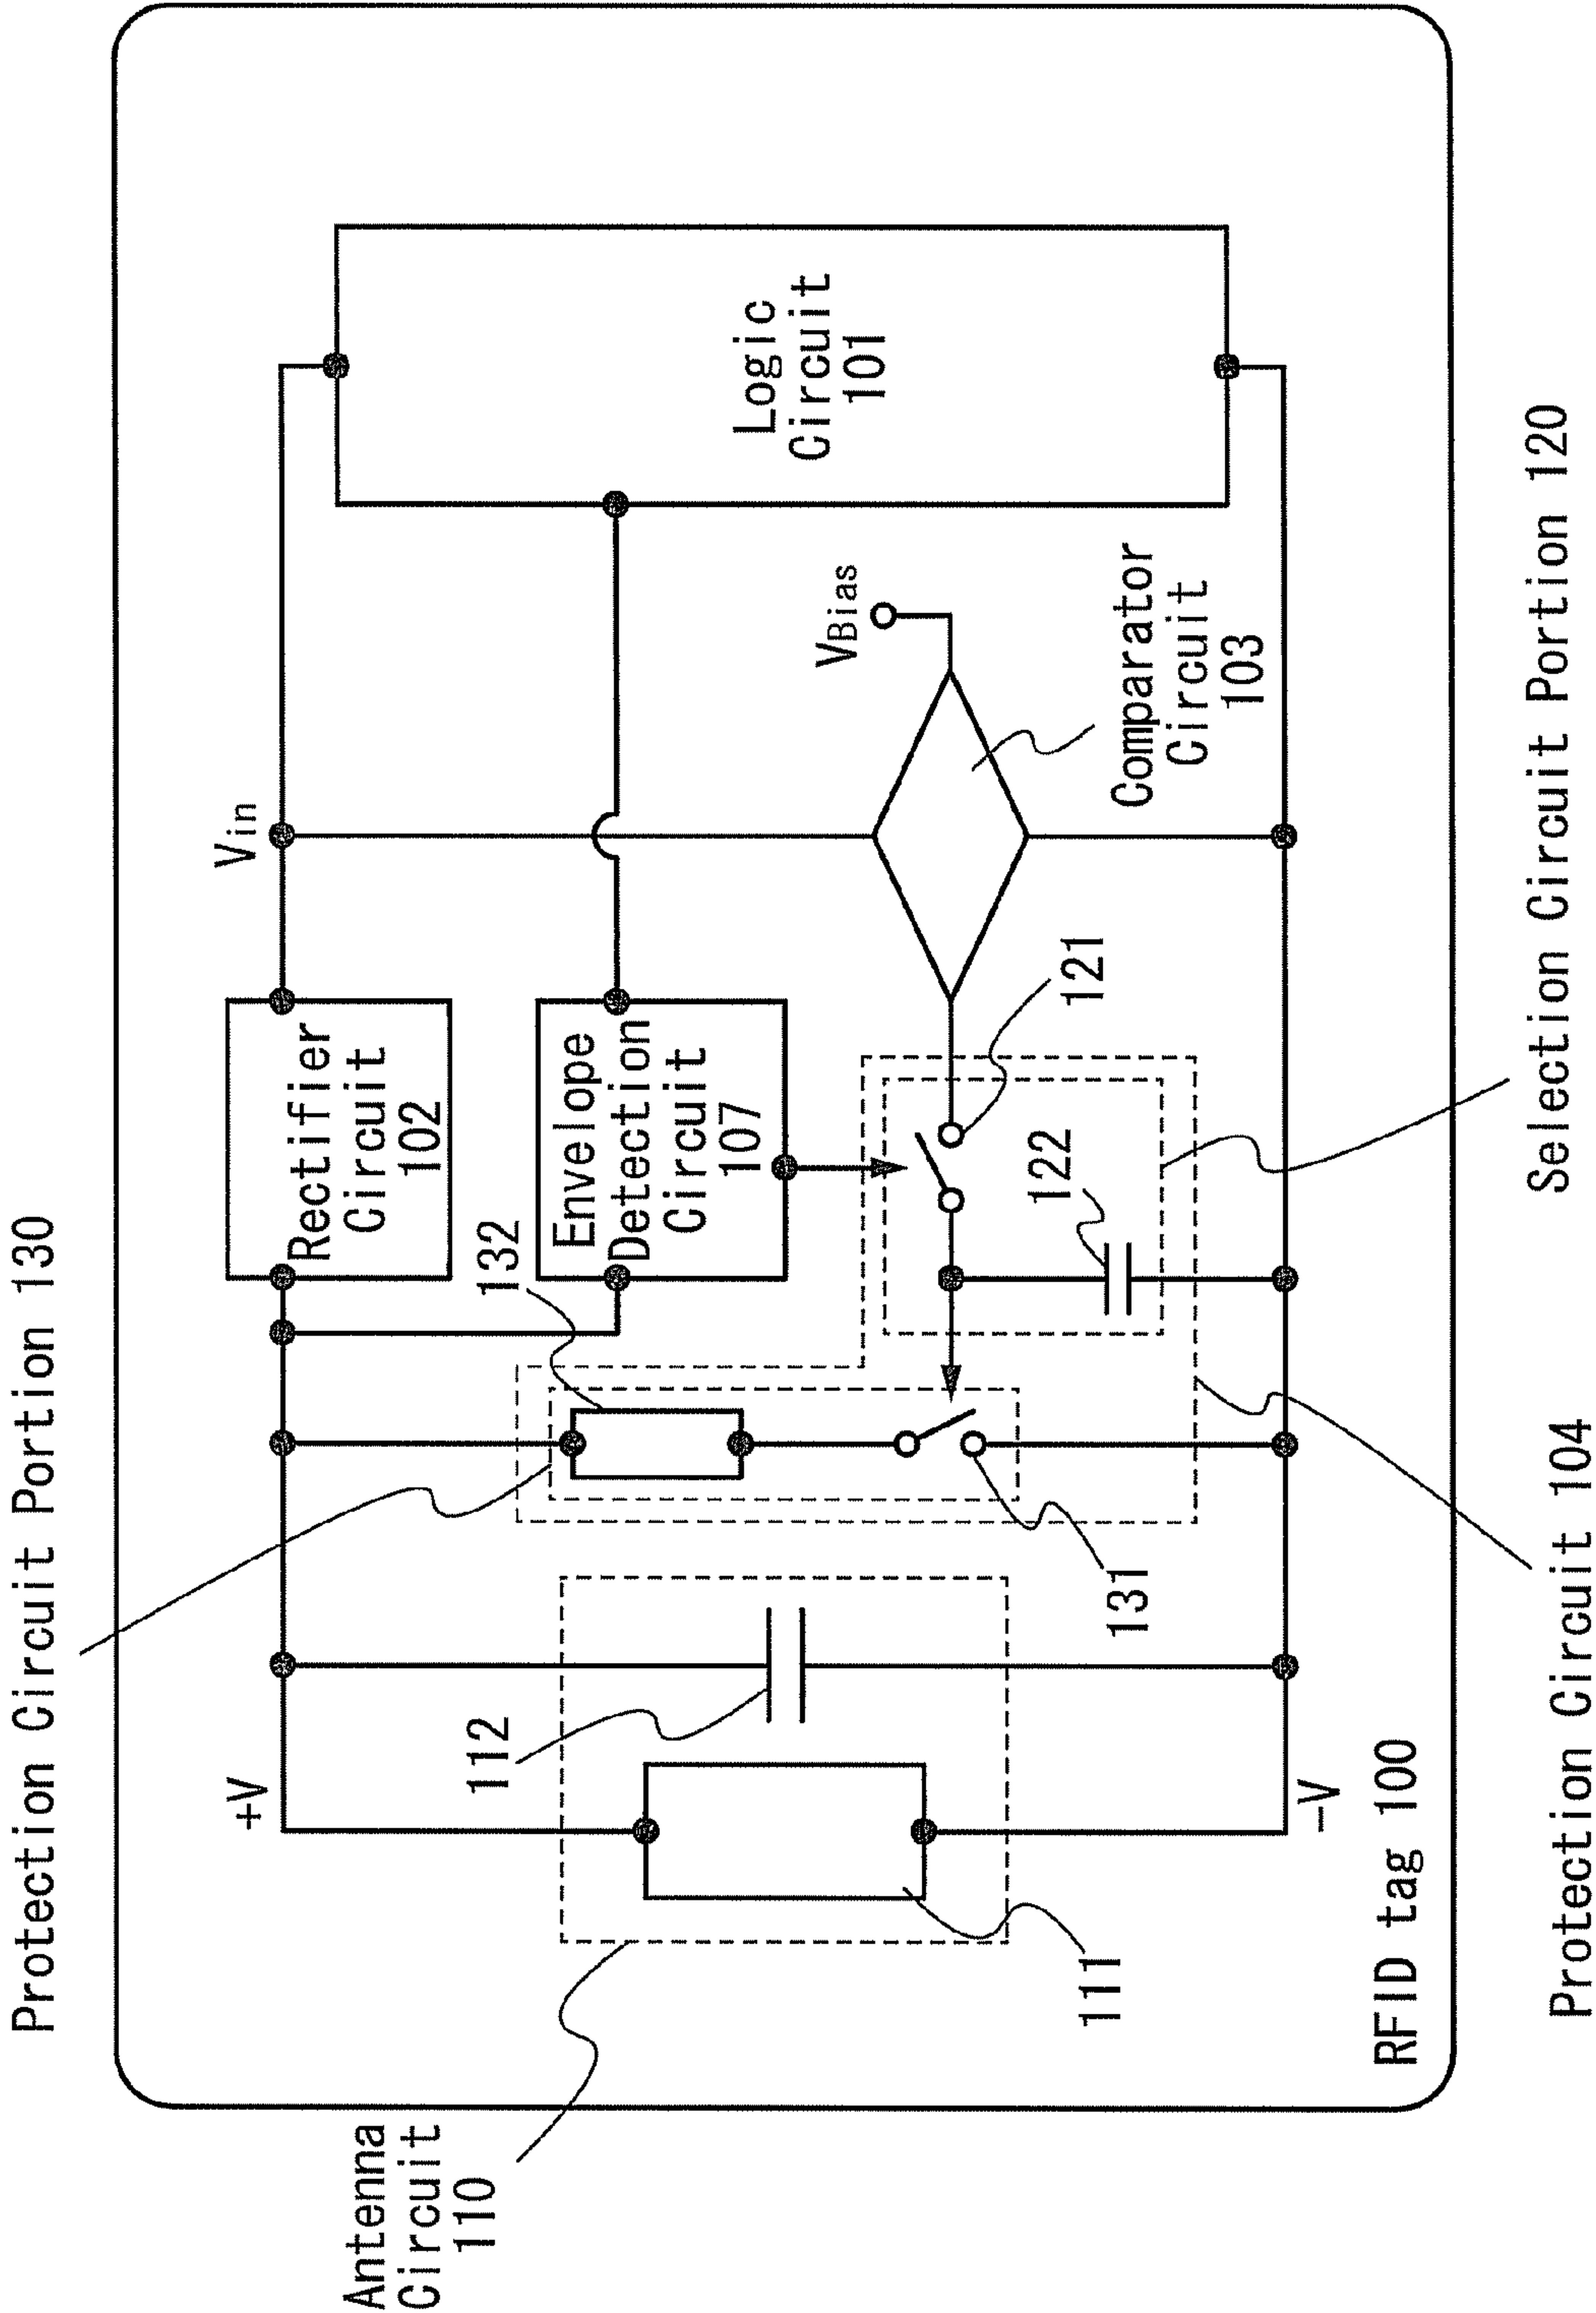 Protection Circuit Portion 130
Antenna
Circuit
110
+V
112
111
132
Rectifier
Circuit
102
Vin
Envelope
Detection
Circuit
107
Logic
Circuit
101
VBias
Comparator
Circuit
103
121
122
131
-V
RFID tag 100
Protection Circuit 104
Selection Circuit Portion 120